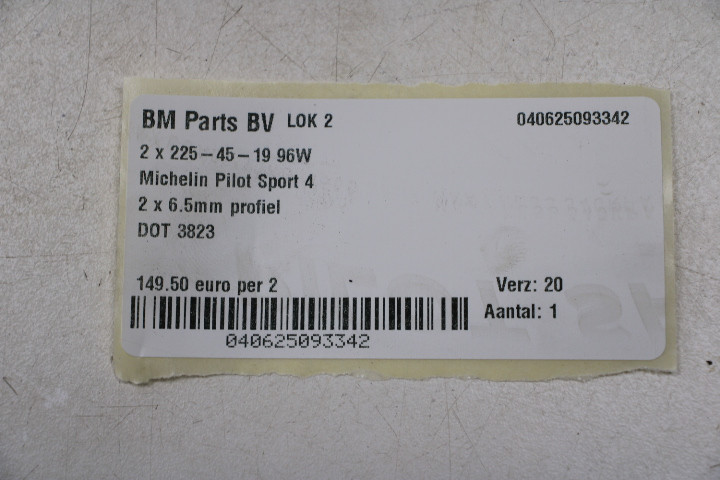 BM Parts BV LOK 2 040625093342
2 x 225-45-19 96W
Michelin Pilot Sport 4
2 x 6.5mm profiel
DOT 3823
149.50 euro per 2 Verz: 20
Aantal: 1
040625093342